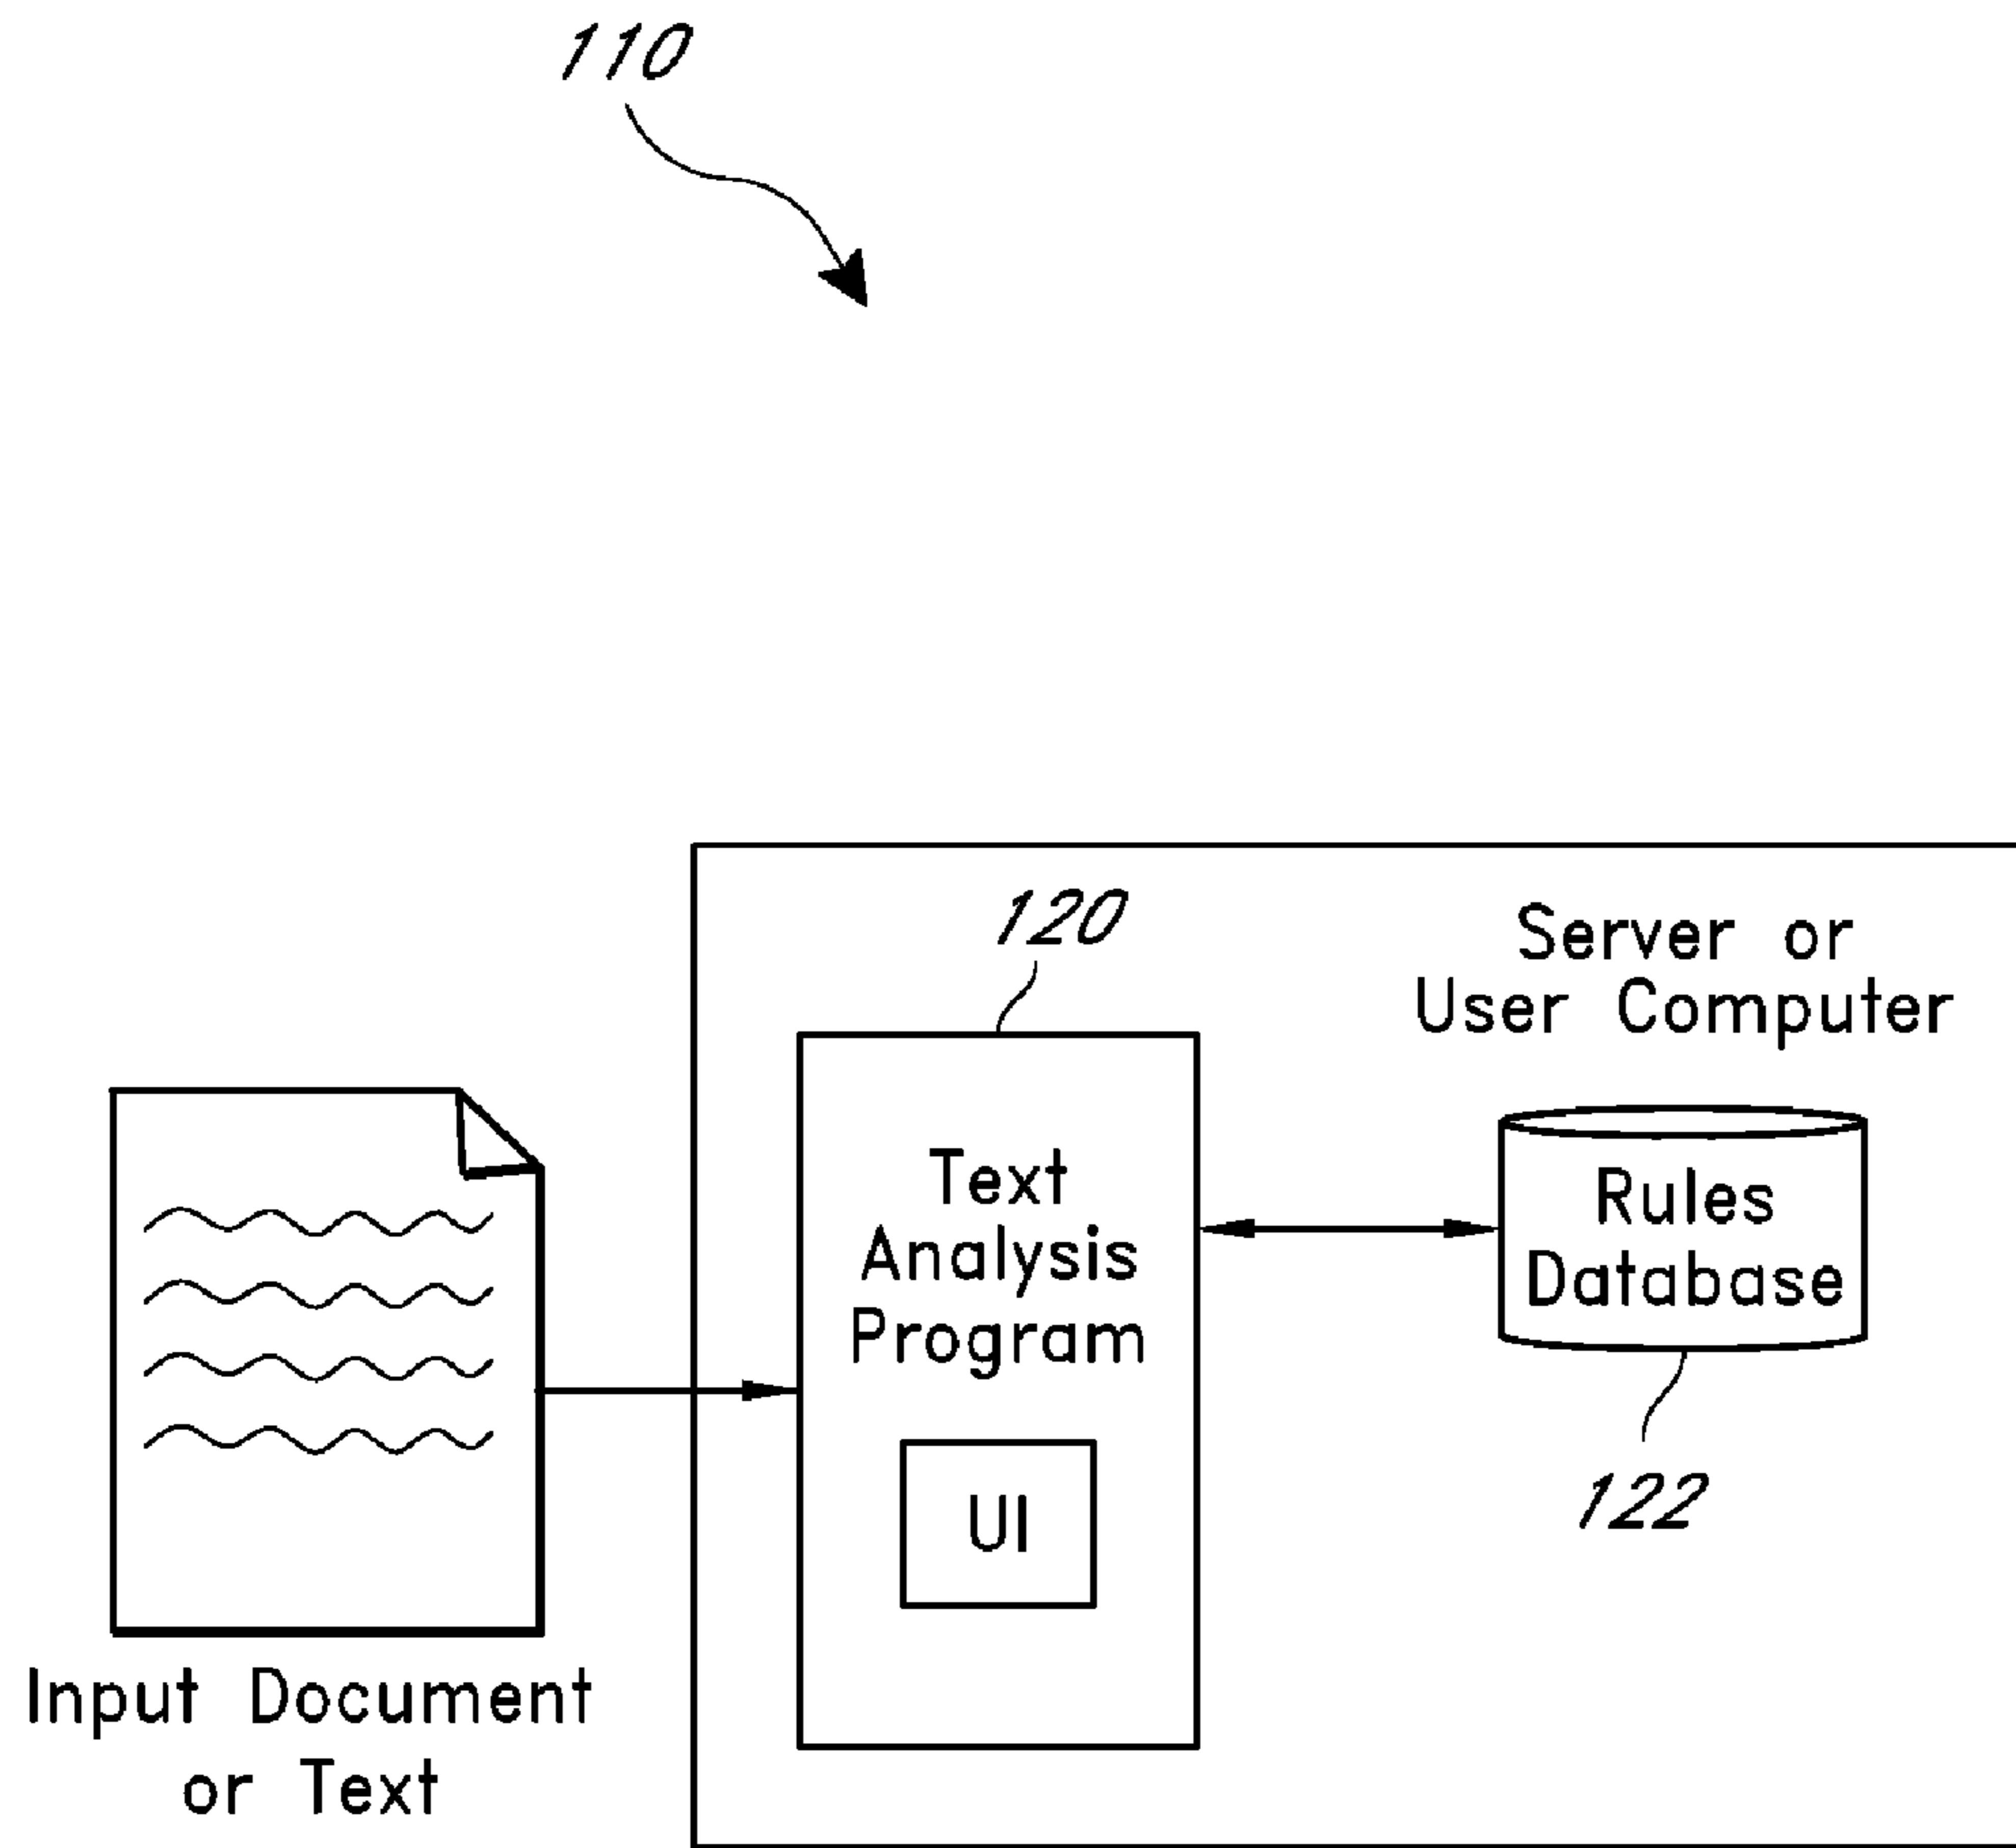 110
120
Server or
User Computer
Text
Analysis
Program
UI
Rules
Database
122
Input Document
or Text